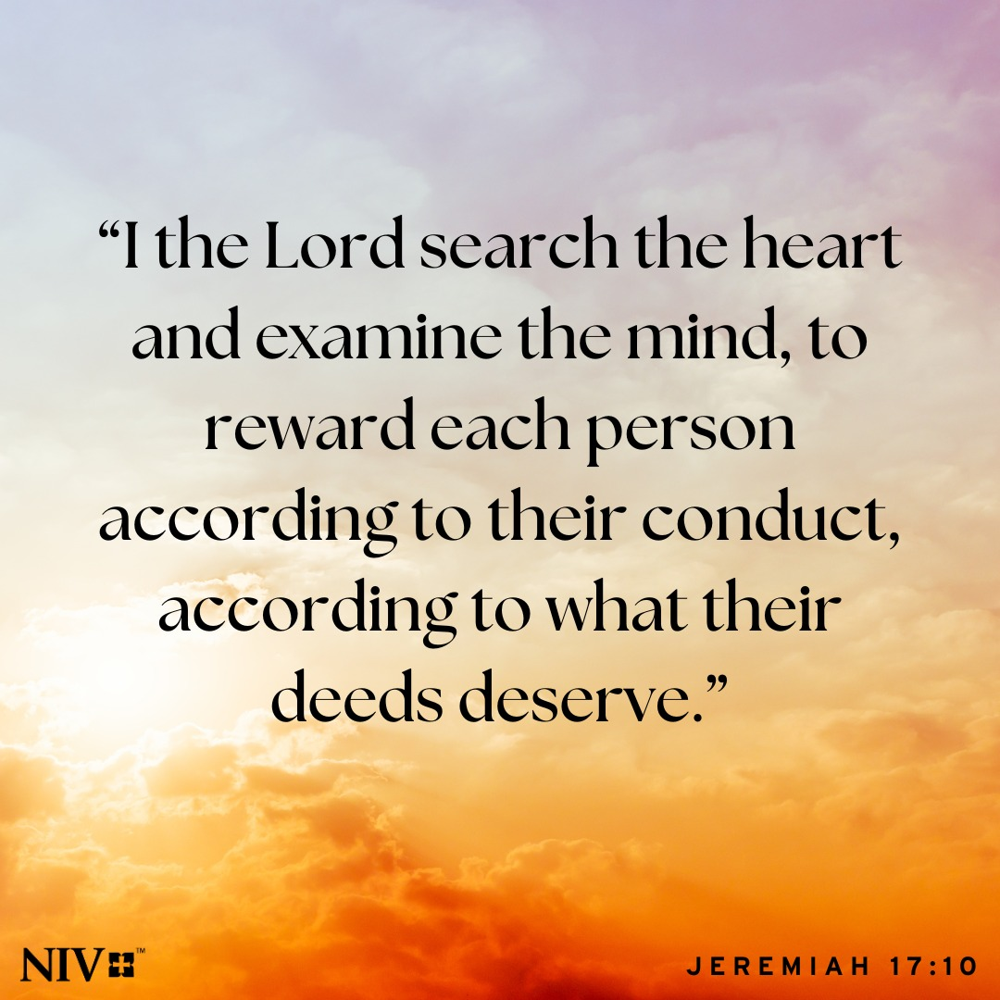 “I the Lord search the heart
and examine the mind, to
reward each person
according to their conduct,
according to what their
deeds deserve.”
NIV™
JEREMIAH 17:10